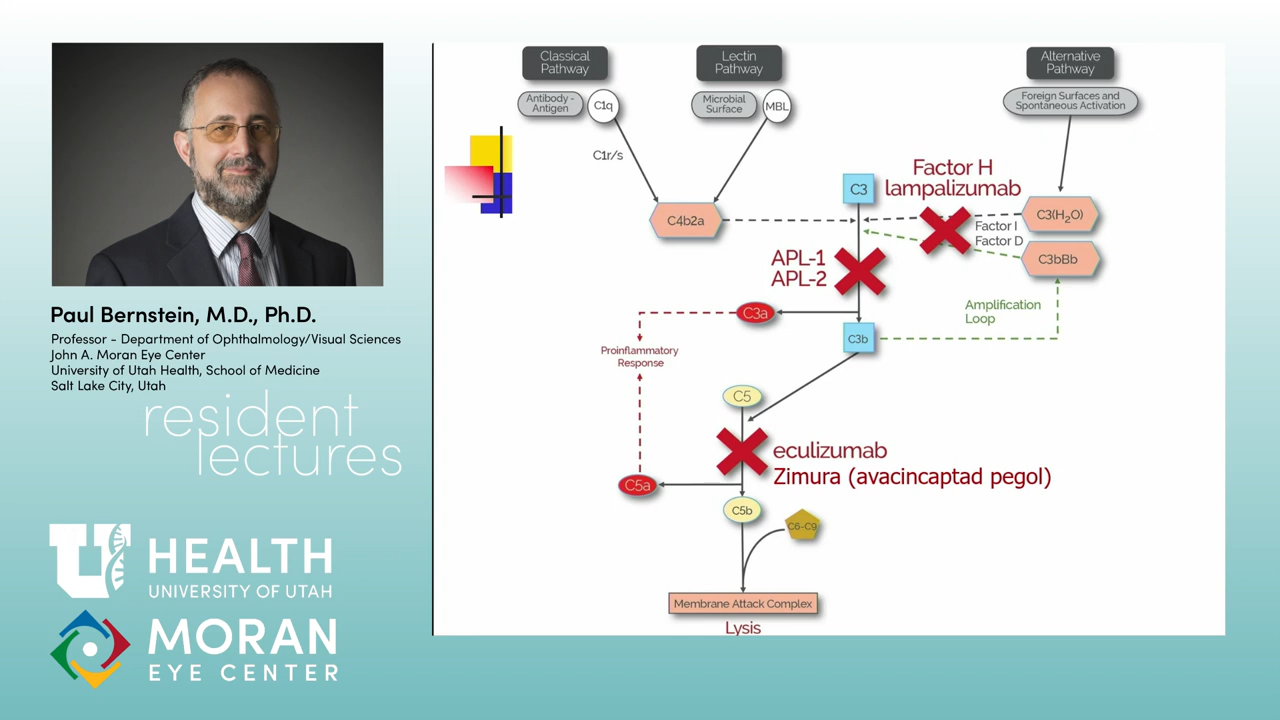 Paul Bernstein, M.D., Ph.D.
Professor - Department of Ophthalmology/Visual Sciences
John A. Moran Eye Center
University of Utah Health, School of Medicine
Salt Lake City, Utah
resident
lectures
U
HEALTH
UNIVERSITY OF UTAH
MORAN
EYE CENTER
Classical
Pathway
Lectin
Pathway
Alternative
Pathway
Antibody -
Antigen
C1q
Microbial
Surface
MBL
Foreign Surfaces and
Spontaneous Activation
C1r/s
Factor H
lampalizumab
C3
C4b2a
C3(H₂O)
Factor I
Factor D
C3bBb
APL-1
APL-2
Amplification
Loop
C3a
C3b
Proinflammatory
Response
C5
eculizumab
Zimura (avacincaptad pegol)
C5a
C5b
C6-C9
Membrane Attack Complex
Lysis